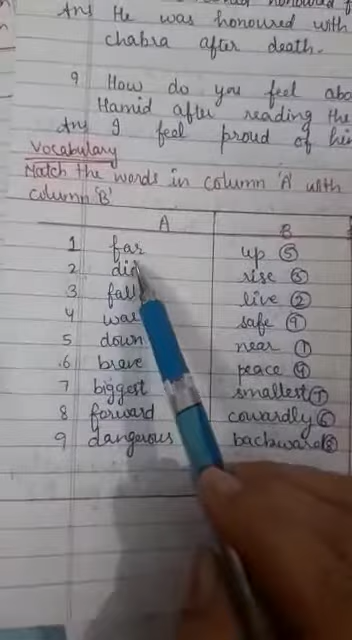 Ans He was honoured with
chabra after death.
9 How do you feel abo
Hamid after reading the
Ans I feel proud of hi
Vocabulary
Match the words in column 'A' with
column 'B'
A B
1 far up ⑤
2 die rise ③
3 fall live ②
4 wa safe ⑨
5 down near ①
6 brave peace ④
7 biggest smallest ⑦
8 forward cowardly ⑥
9 dangerous backward ⑧